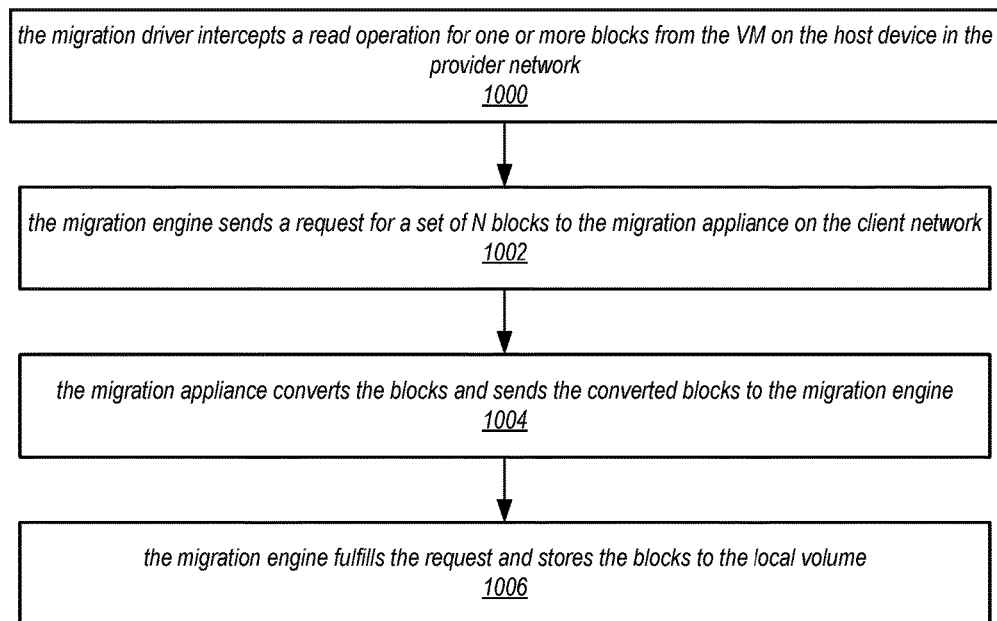 the migration driver intercepts a read operation for one or more blocks from the VM on the host device in the
provider network
1000
the migration engine sends a request for a set of N blocks to the migration appliance on the client network
1002
the migration appliance converts the blocks and sends the converted blocks to the migration engine
1004
the migration engine fulfills the request and stores the blocks to the local volume
1006